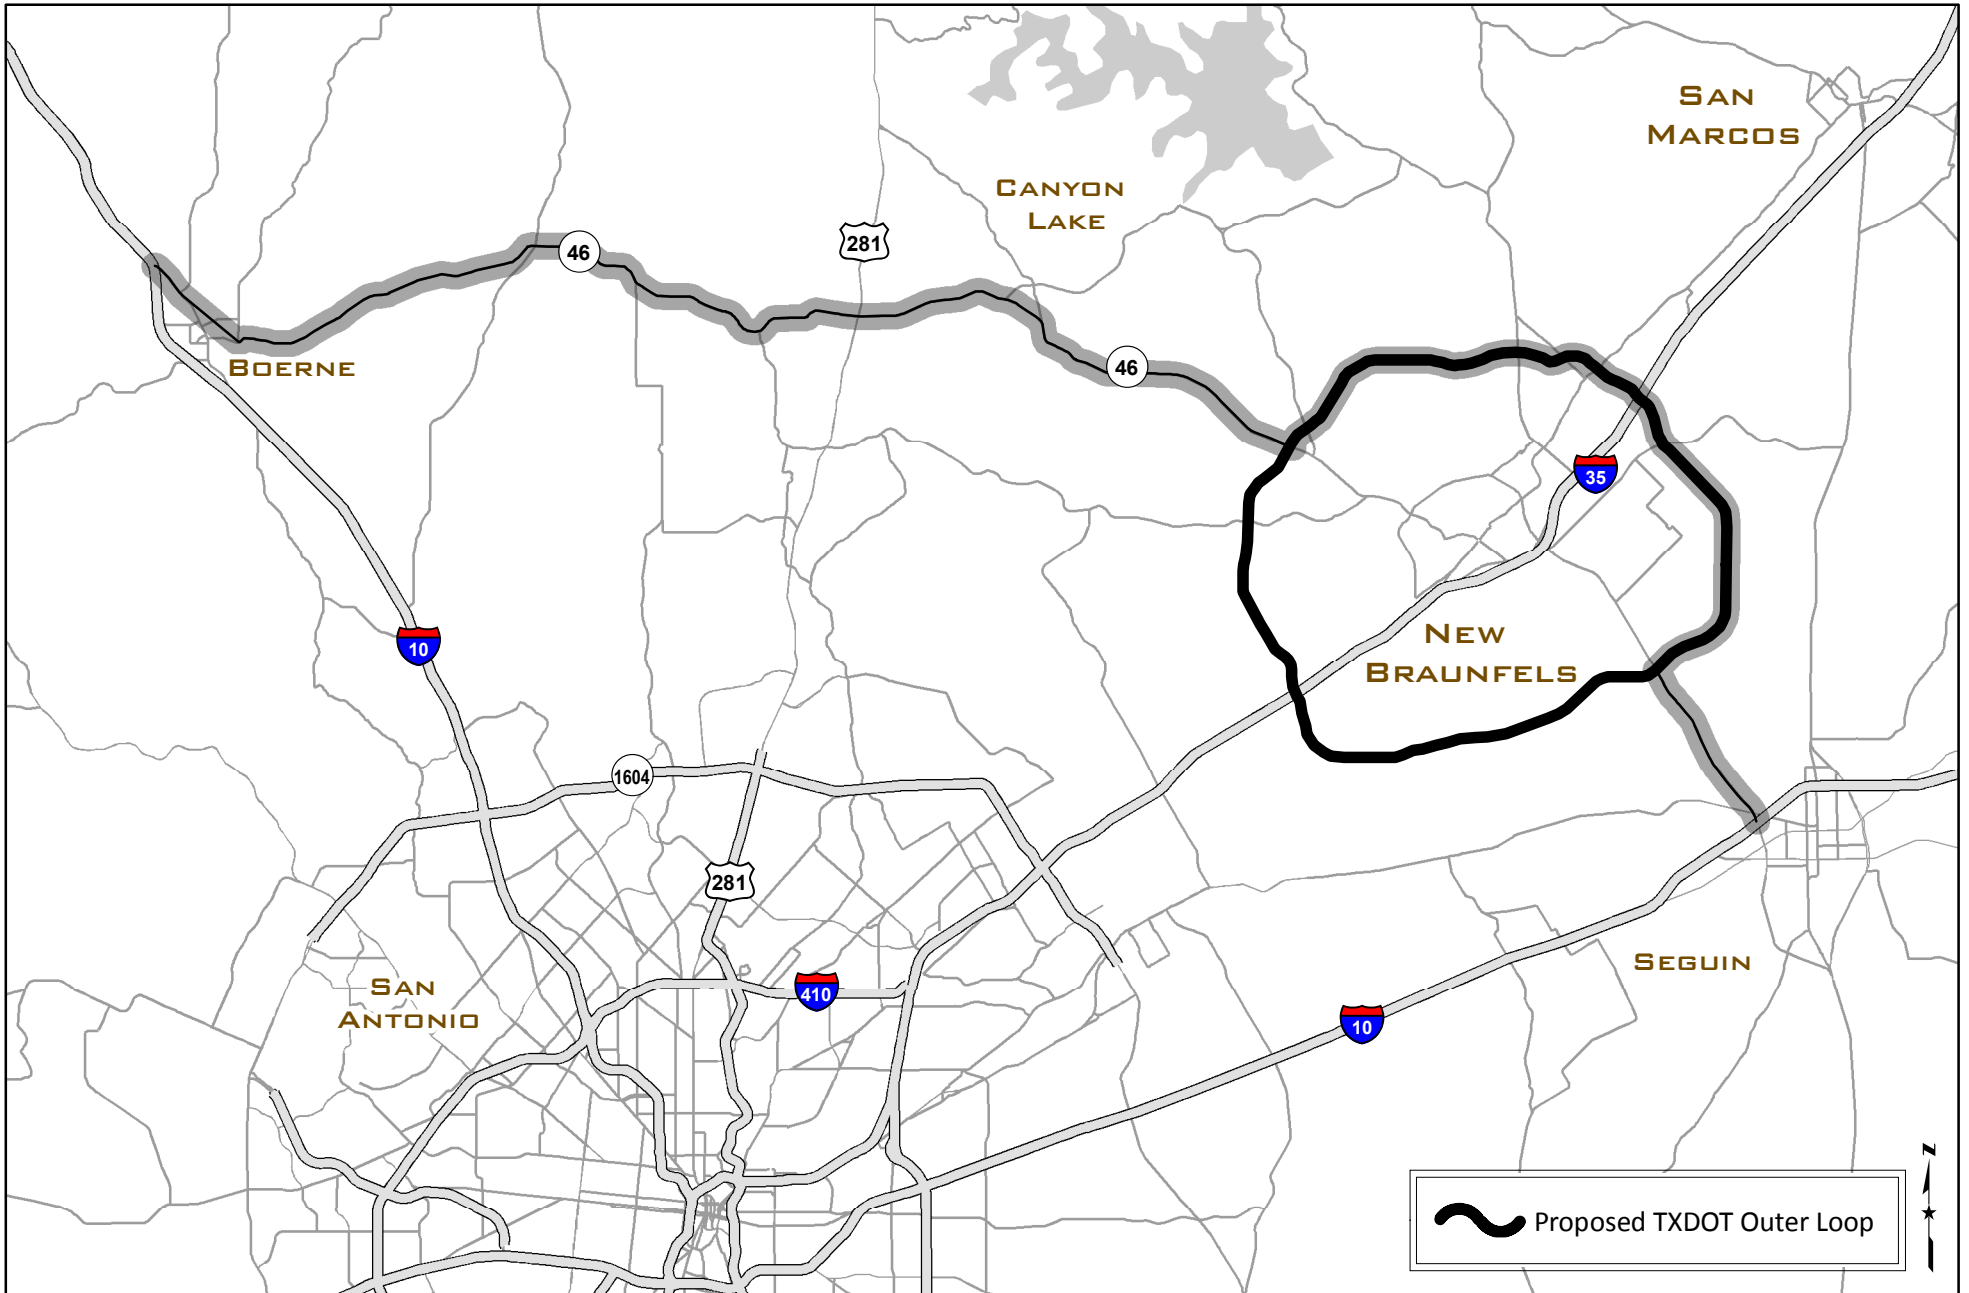 SAN
MARCOS
CANYON
LAKE
281
46
46
BOERNE
35
NEW
BRAUNFELS
10
1604
281
SAN
ANTONIO
410
SEGUIN
10
N
Proposed TXDOT Outer Loop